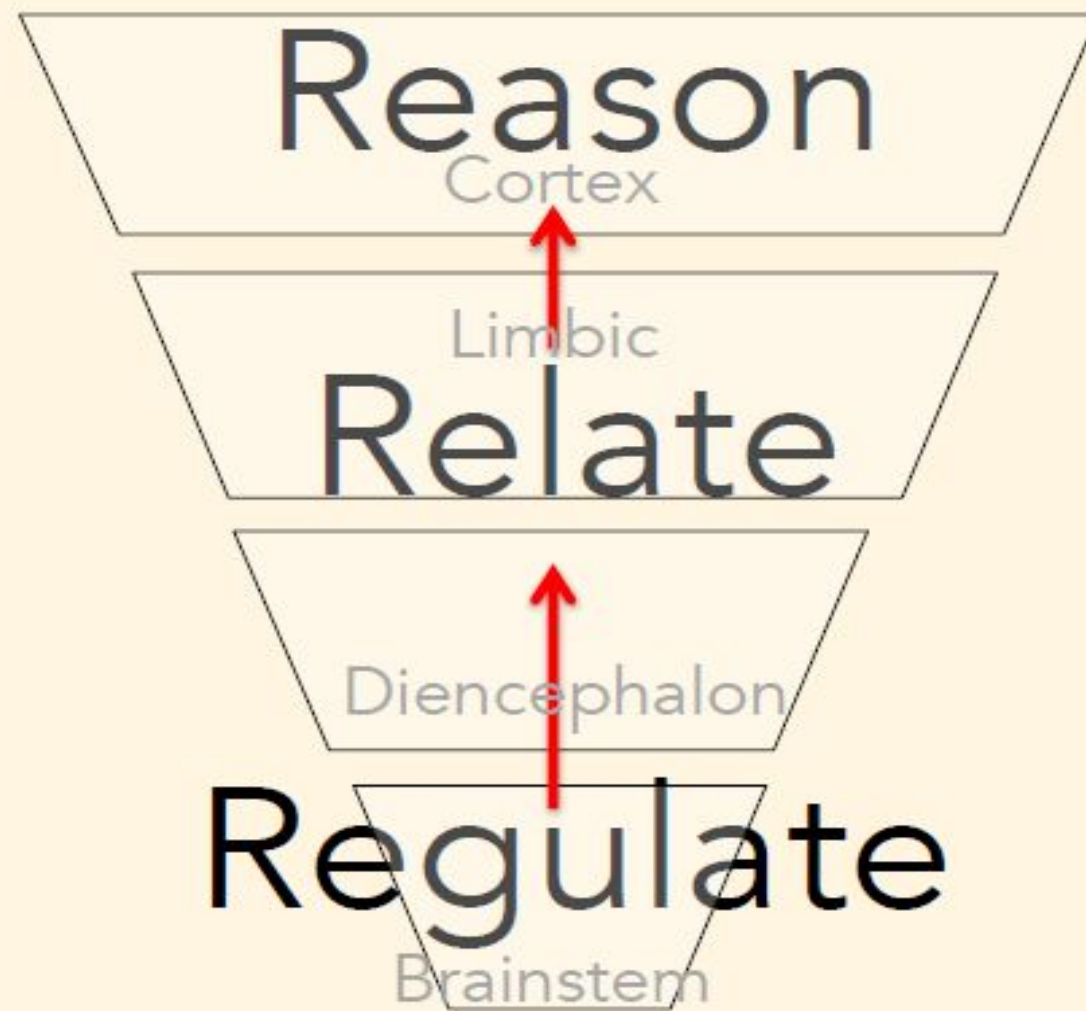 Reason
Cortex
Limbic
Relate
Diencephalon
Regulate
Brainstem